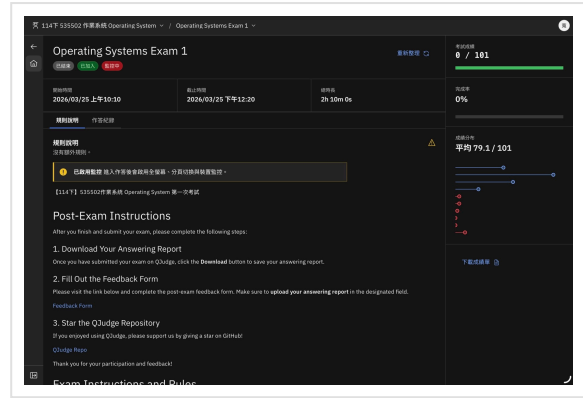 114下 535502 作業系統 Operating System / Operating Systems Exam 1
Operating Systems Exam 1
重新整理
已結束 已加入 監控中
開始時間
2026/03/25 上午10:10
截止時間
2026/03/25 下午12:20
總時長
2h 10m 0s
規則說明 作答紀錄
規則說明
沒有額外規則。
已啟用監控 進入作答後會啟用全螢幕、分頁切換與裝置監控。
【114下】535502作業系統 Operating System 第一次考試
Post-Exam Instructions
After you finish and submit your exam, please complete the following steps:
1. Download Your Answering Report
Once you have submitted your exam on QJudge, click the Download button to save your answering report.
2. Fill Out the Feedback Form
Please visit the link below and complete the post-exam feedback form. Make sure to upload your answering report in the designated field.
Feedback Form
3. Star the QJudge Repository
If you enjoyed using QJudge, please support us by giving a star on GitHub!
QJudge Repo
Thank you for your participation and feedback!
Exam Instructions and Rules
考試成績
0 / 101
完成率
0%
成績分布
平均 79.1 / 101
下載成績單